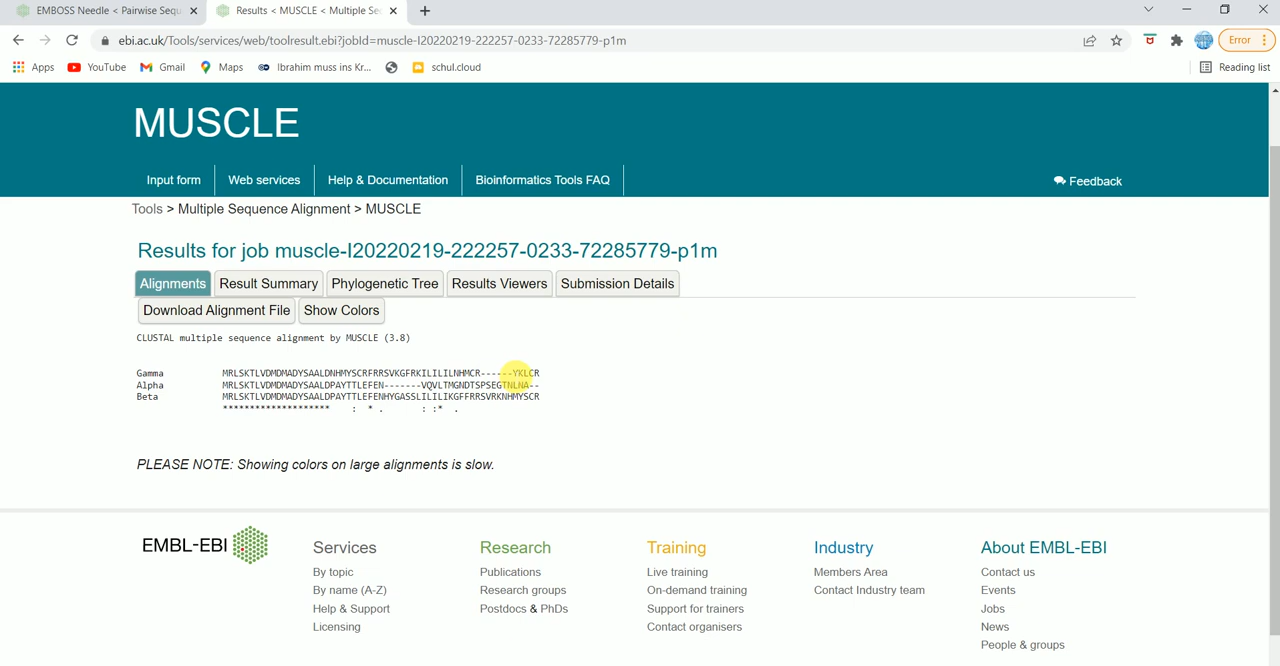 EMBOSS Needle < Pairwise Sequ
Results < MUSCLE < Multiple Se
ebi.ac.uk/Tools/services/web/toolresult.ebi?jobId=muscle-I20220219-222257-0233-72285779-p1m
Error
Apps YouTube Gmail Maps Ibrahim muss ins Kr... schul.cloud Reading list
MUSCLE
Input form Web services Help & Documentation Bioinformatics Tools FAQ Feedback
Tools > Multiple Sequence Alignment > MUSCLE
Results for job muscle-I20220219-222257-0233-72285779-p1m
Alignments Result Summary Phylogenetic Tree Results Viewers Submission Details
Download Alignment File Show Colors
CLUSTAL multiple sequence alignment by MUSCLE (3.8)
Gamma MRLSKTLVDMDMADYSAALDNHMYSCRFRRSVKGFRKILILILNHMCR------YKLCR
Alpha MRLSKTLVDMDMADYSAALDPAYTTLEFEN-------VQVLTMGNDTSPSEGTNLNA--
Beta MRLSKTLVDMDMADYSAALDPAYTTLEFENHYGASSLILILIKGFFRRSVRKNHMYSCR
******************** : * . : :* .
PLEASE NOTE: Showing colors on large alignments is slow.
EMBL-EBI
Services
By topic
By name (A-Z)
Help & Support
Licensing
Research
Publications
Research groups
Postdocs & PhDs
Training
Live training
On-demand training
Support for trainers
Contact organisers
Industry
Members Area
Contact Industry team
About EMBL-EBI
Contact us
Events
Jobs
News
People & groups